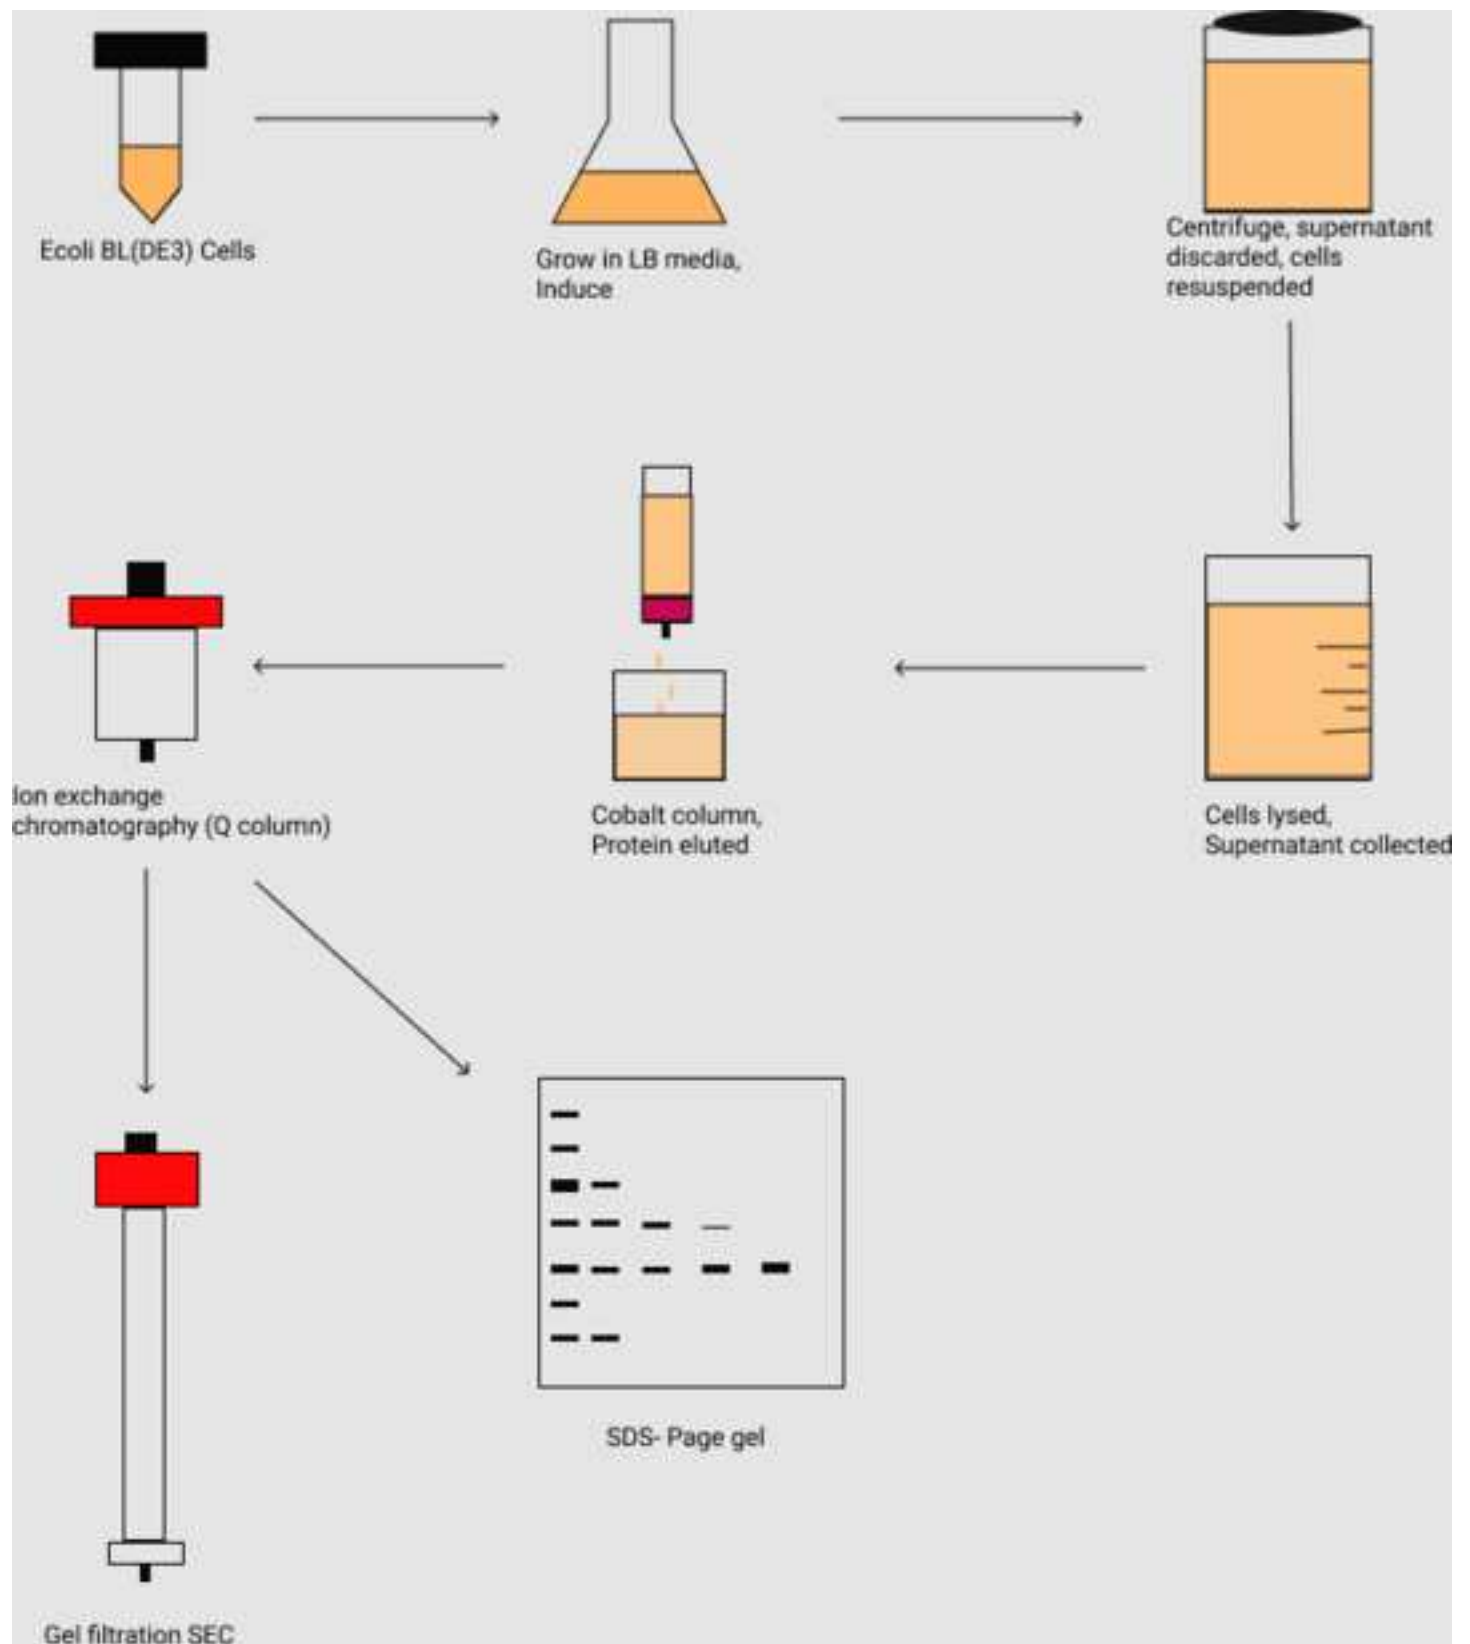 Ecoli BL(DE3) Cells
Grow in LB media,
Induce
Centrifuge, supernatant
discarded, cells
resuspended
Cells lysed,
Supernatant collected
Cobalt column,
Protein eluted
Ion exchange
chromatography (Q column)
SDS- Page gel
Gel filtration SEC